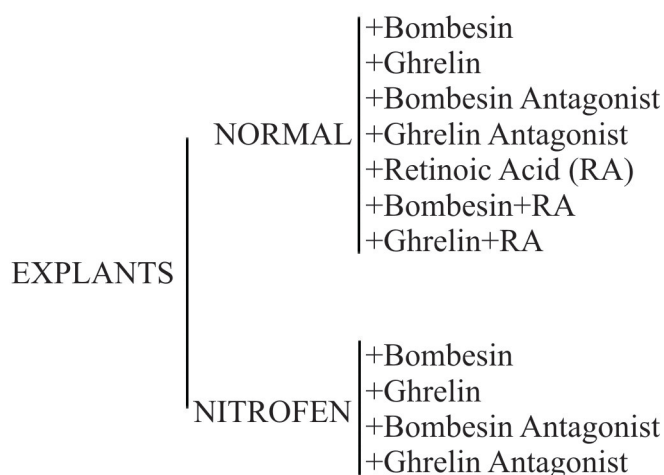 EXPLANTS
NORMAL
+Bombesin
+Ghrelin
+Bombesin Antagonist
+Ghrelin Antagonist
+Retinoic Acid (RA)
+Bombesin+RA
+Ghrelin+RA
NITROFEN
+Bombesin
+Ghrelin
+Bombesin Antagonist
+Ghrelin Antagonist